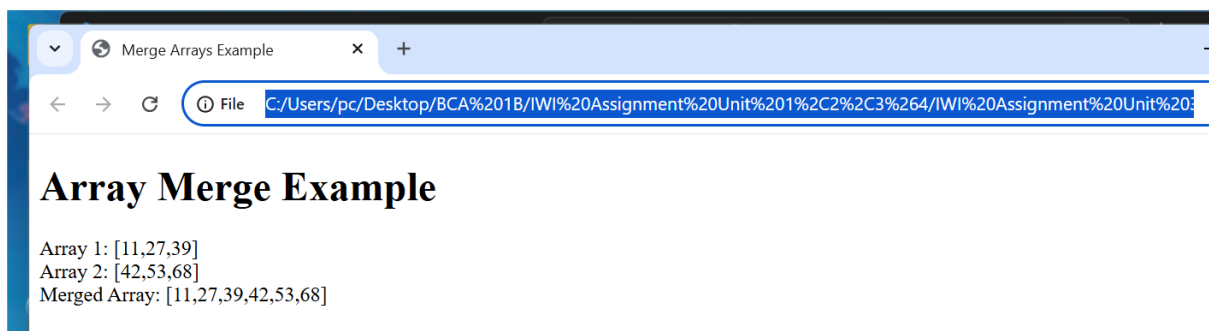 Merge Arrays Example
File C:/Users/pc/Desktop/BCA%201B/IWI%20Assignment%20Unit%201%2C2%2C3%264/IWI%20Assignment%20Unit%203
Array Merge Example
Array 1: [11,27,39]
Array 2: [42,53,68]
Merged Array: [11,27,39,42,53,68]